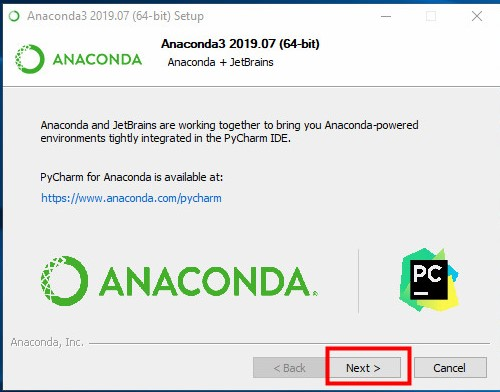 Anaconda3 2019.07 (64-bit) Setup
ANACONDA
Anaconda3 2019.07 (64-bit)
Anaconda + JetBrains
Anaconda and JetBrains are working together to bring you Anaconda-powered
environments tightly integrated in the PyCharm IDE.
PyCharm for Anaconda is available at:
https://www.anaconda.com/pycharm
ANACONDA.
PC
Anaconda, Inc.
< Back
Next >
Cancel